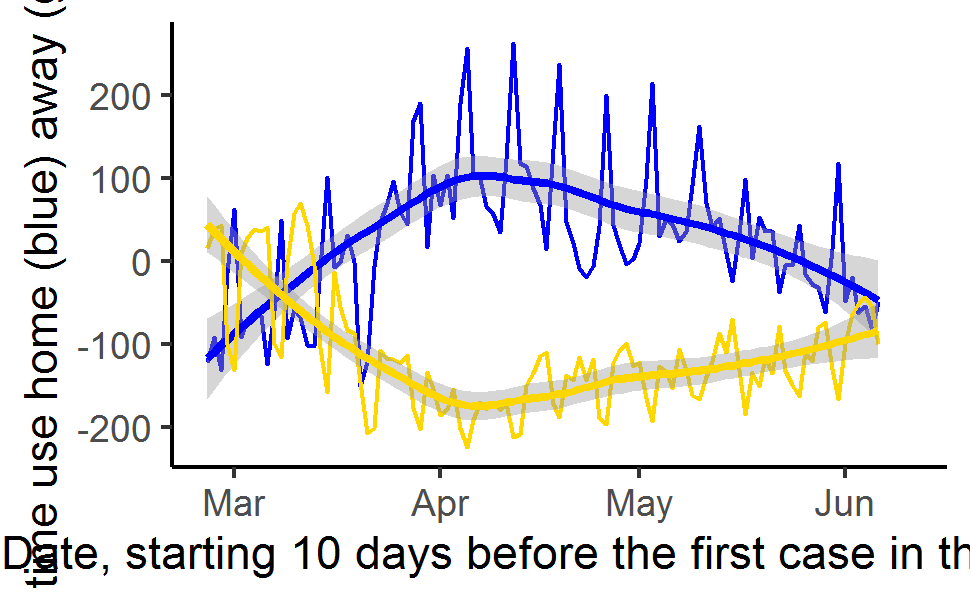 time use home (blue) away (
200
100
0
-100
-200
Mar Apr May Jun
Date, starting 10 days before the first case in th